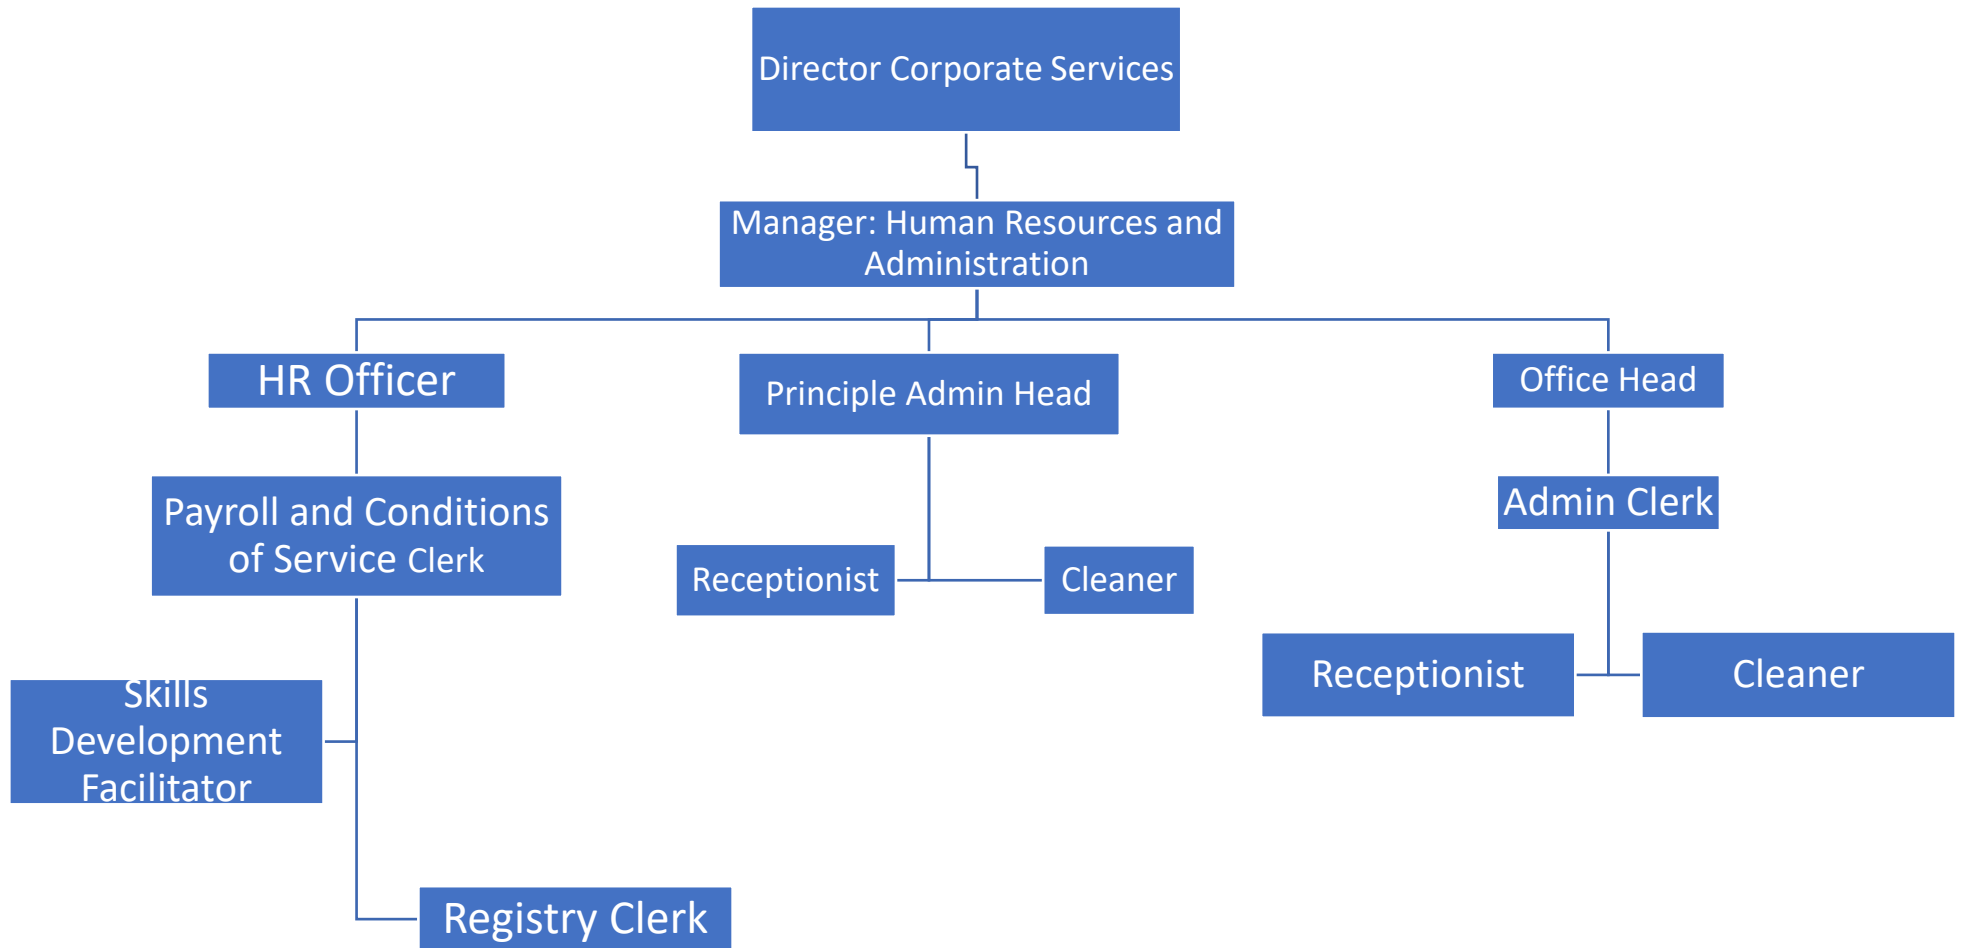 Director Corporate Services
Manager: Human Resources and
Administration
HR Officer
Principle Admin Head
Office Head
Payroll and Conditions
of Service Clerk
Admin Clerk
Receptionist
Cleaner
Receptionist
Cleaner
Skills
Development
Facilitator
Registry Clerk